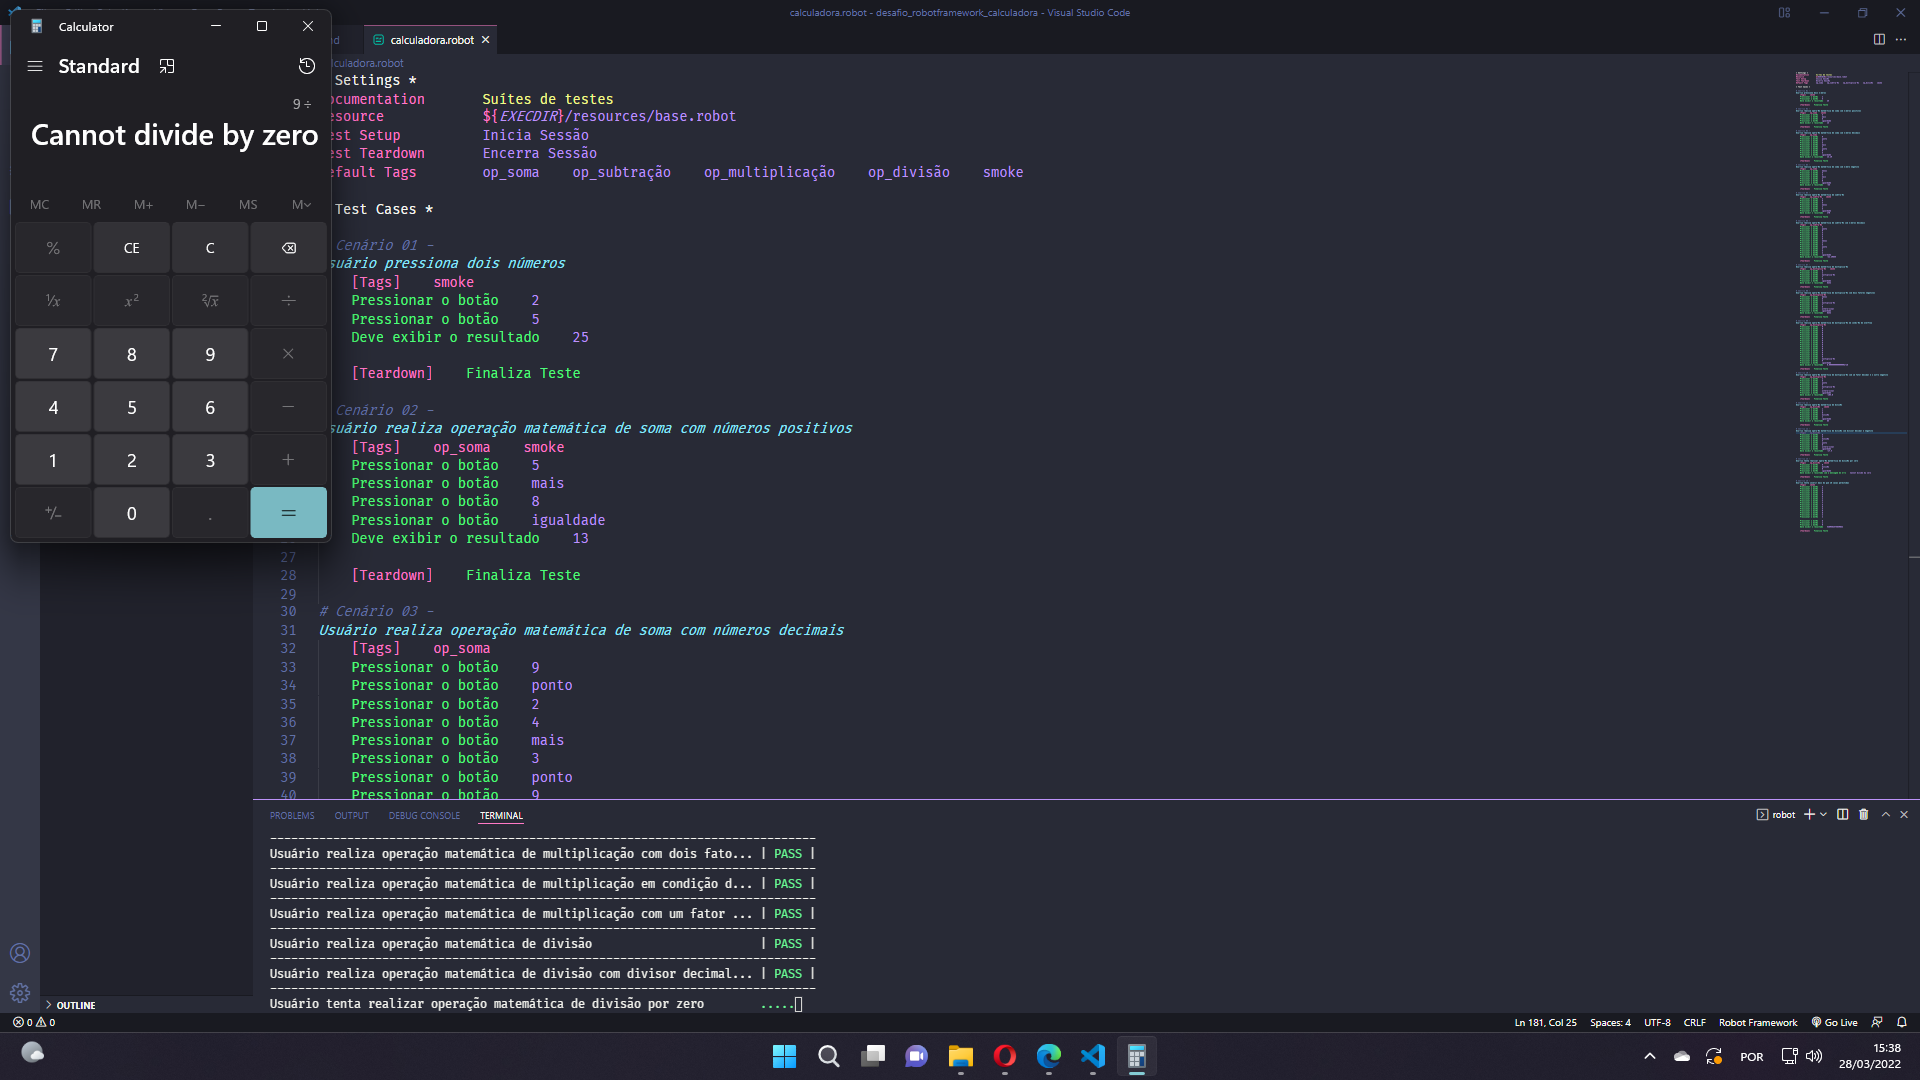 calculadora.robot - desafio_robotframework_calculadora - Visual Studio Code
Calculator
Standard
9 ÷
Cannot divide by zero
MC MR M+ M− MS M
% CE C
¹/x x² ²√x ÷
7 8 9 ×
4 5 6 −
1 2 3 +
+/− 0 . =
calculadora.robot
lculadora.robot
Settings *
ocumentation Suítes de testes
esource ${EXECDIR}/resources/base.robot
est Setup Inicia Sessão
est Teardown Encerra Sessão
efault Tags op_soma op_subtração op_multiplicação op_divisão smoke
Test Cases *
Cenário 01 -
suário pressiona dois números
[Tags] smoke
Pressionar o botão 2
Pressionar o botão 5
Deve exibir o resultado 25
[Teardown] Finaliza Teste
Cenário 02 -
suário realiza operação matemática de soma com números positivos
[Tags] op_soma smoke
Pressionar o botão 5
Pressionar o botão mais
Pressionar o botão 8
Pressionar o botão igualdade
Deve exibir o resultado 13
27
28 [Teardown] Finaliza Teste
29
30 # Cenário 03 -
31 Usuário realiza operação matemática de soma com números decimais
32 [Tags] op_soma
33 Pressionar o botão 9
34 Pressionar o botão ponto
35 Pressionar o botão 2
36 Pressionar o botão 4
37 Pressionar o botão mais
38 Pressionar o botão 3
39 Pressionar o botão ponto
40 Pressionar o botão 9
PROBLEMS OUTPUT DEBUG CONSOLE TERMINAL
robot
Usuário realiza operação matemática de multiplicação com dois fato... | PASS |
Usuário realiza operação matemática de multiplicação em condição d... | PASS |
Usuário realiza operação matemática de multiplicação com um fator ... | PASS |
Usuário realiza operação matemática de divisão | PASS |
Usuário realiza operação matemática de divisão com divisor decimal... | PASS |
Usuário tenta realizar operação matemática de divisão por zero .....
OUTLINE
0 0
Ln 181, Col 25 Spaces: 4 UTF-8 CRLF Robot Framework Go Live
POR
15:38
28/03/2022